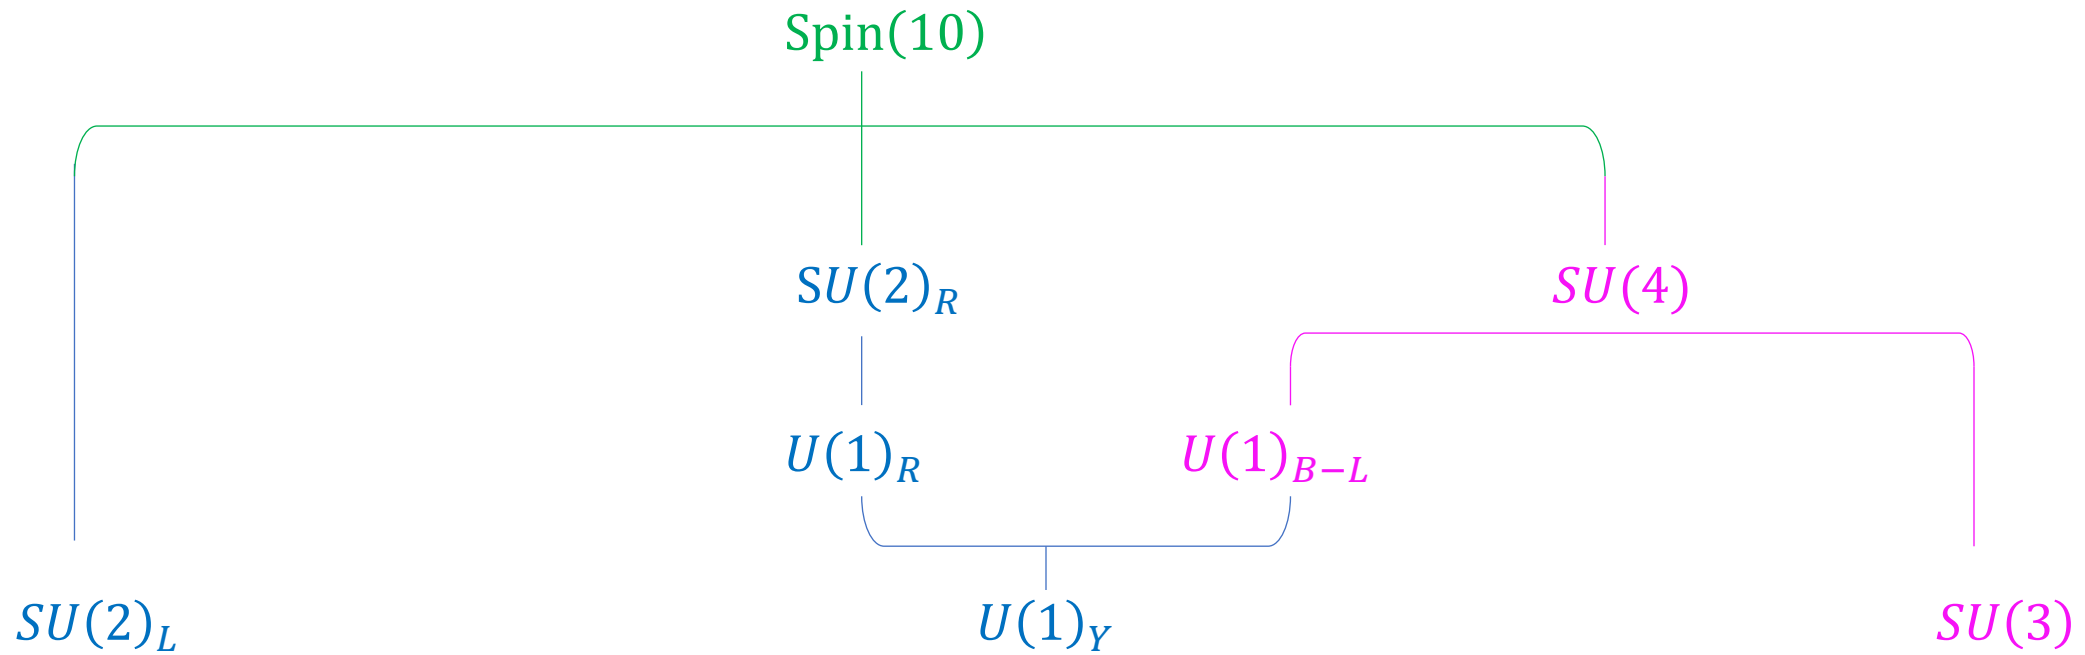 Spin(10)
SU(2)_R SU(4)
U(1)_R U(1)_{B−L}
SU(2)_L U(1)_Y SU(3)